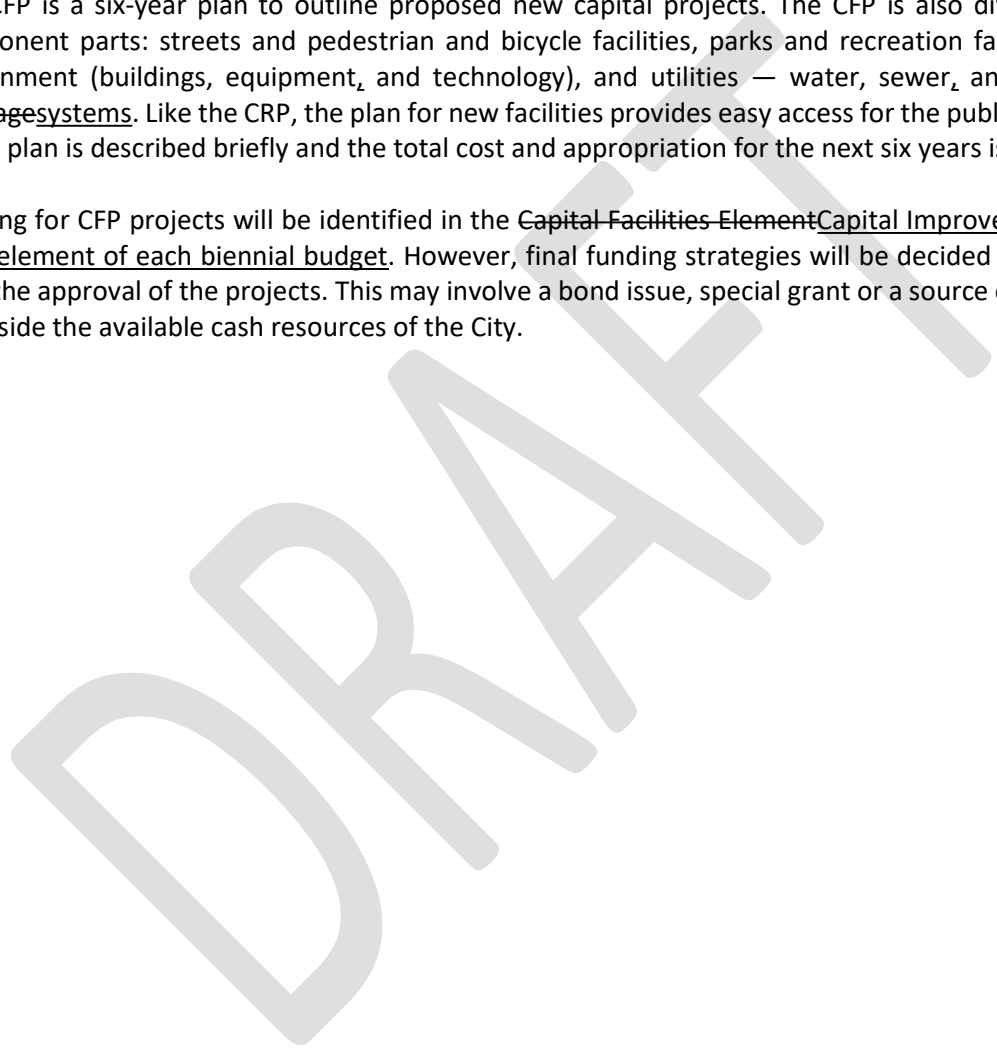 CFP is a six-year plan to outline proposed new capital projects. The CFP is also di
onent parts: streets and pedestrian and bicycle facilities, parks and recreation fa
nment (buildings, equipment, and technology), and utilities — water, sewer, an
agesystems. Like the CRP, the plan for new facilities provides easy access for the publ
plan is described briefly and the total cost and appropriation for the next six years is
ng for CFP projects will be identified in the Capital Facilities ElementCapital Improve
element of each biennial budget. However, final funding strategies will be decided
the approval of the projects. This may involve a bond issue, special grant or a source
side the available cash resources of the City.
DRAFT